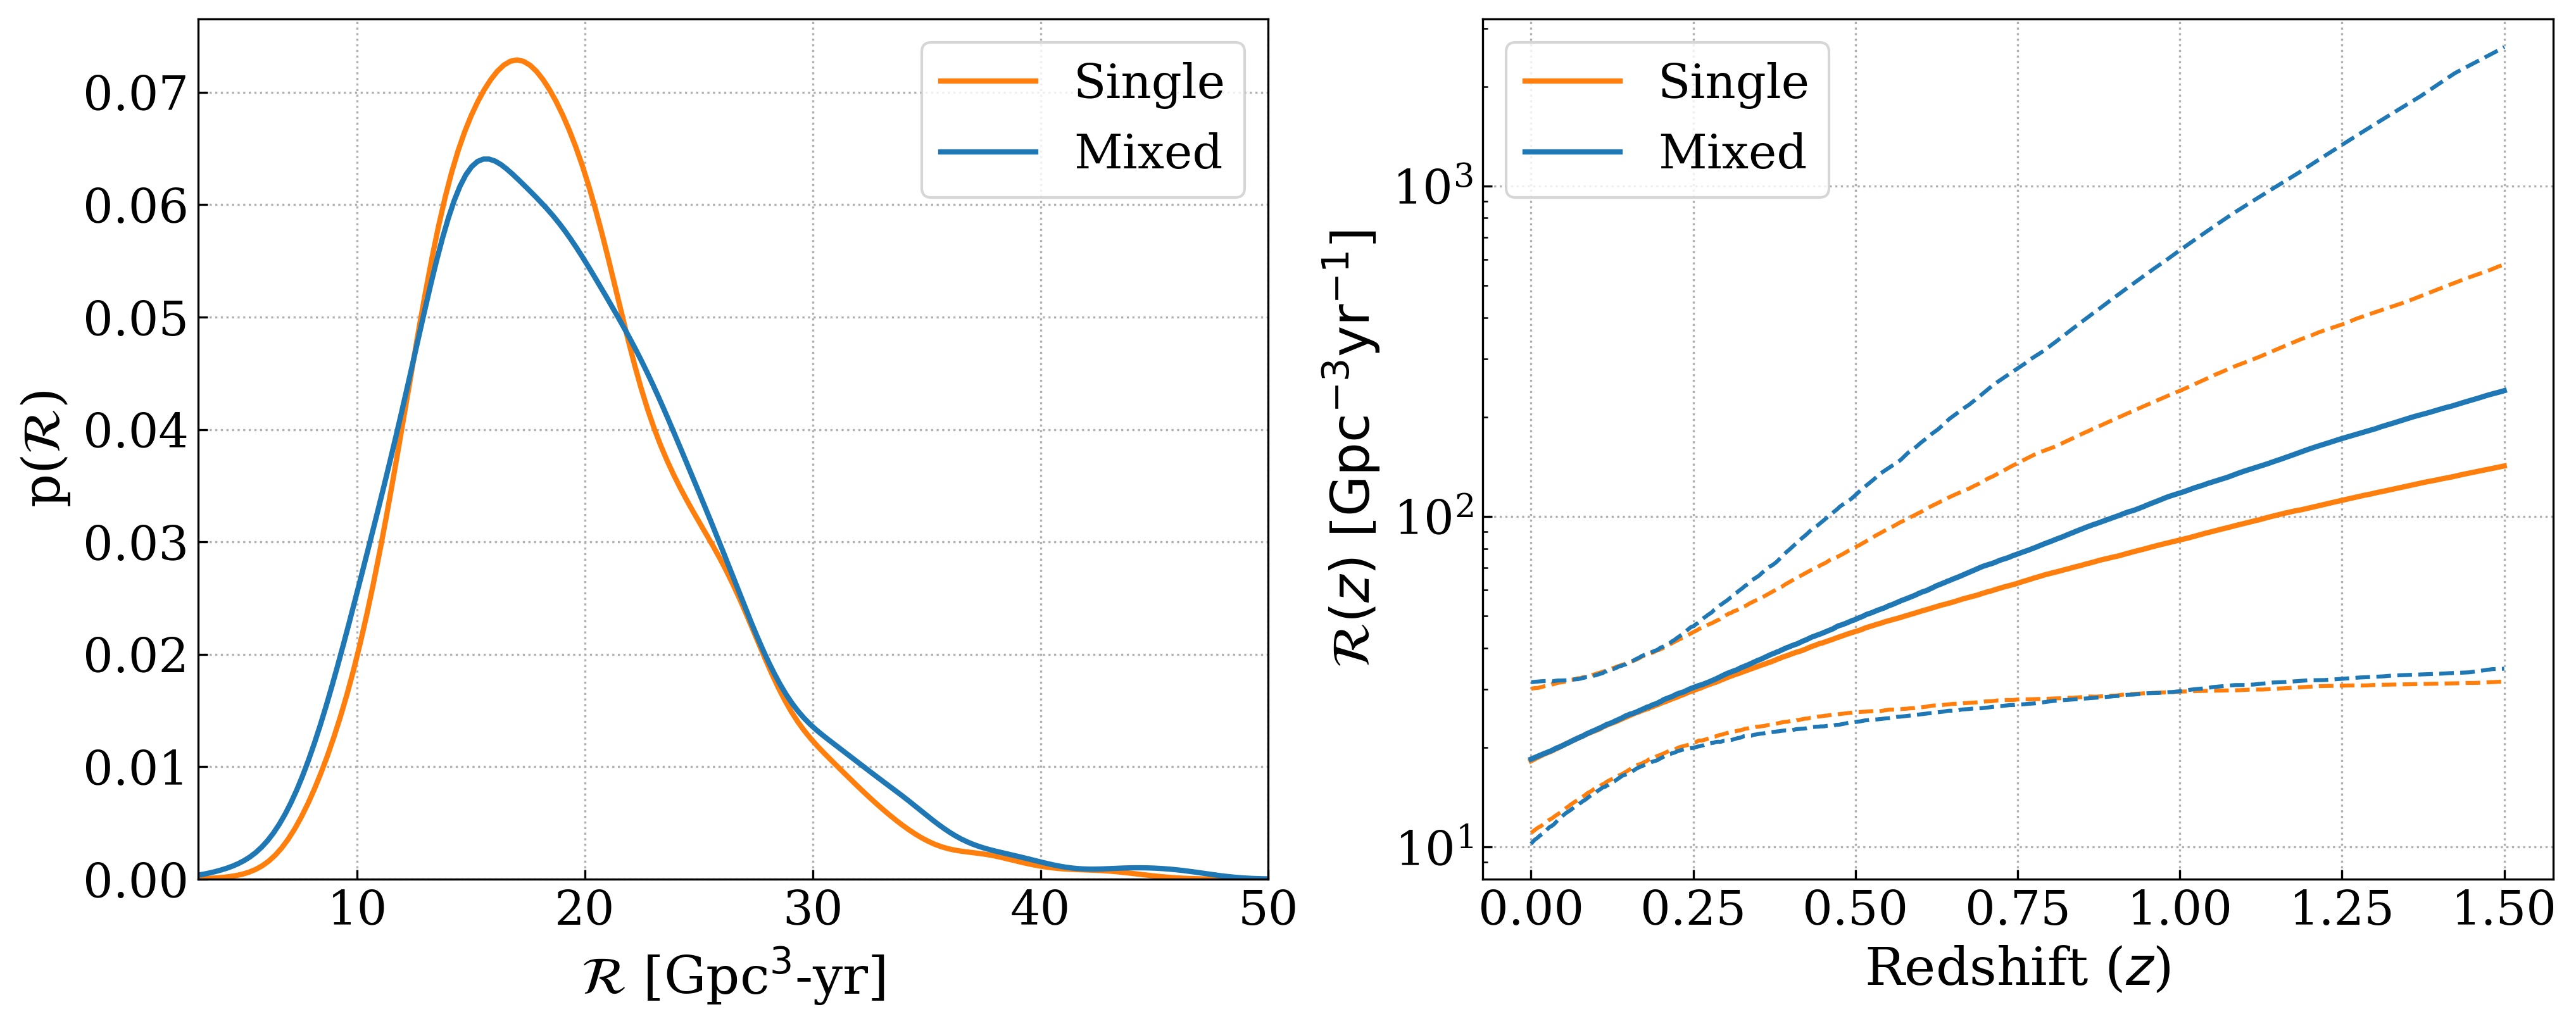 Single
Mixed
p(ℛ)
0.07
0.06
0.05
0.04
0.03
0.02
0.01
0.00
10
20
30
40
50
ℛ [Gpc³-yr]
Single
Mixed
ℛ(z) [Gpc⁻³yr⁻¹]
10³
10²
10¹
0.00
0.25
0.50
0.75
1.00
1.25
1.50
Redshift (z)